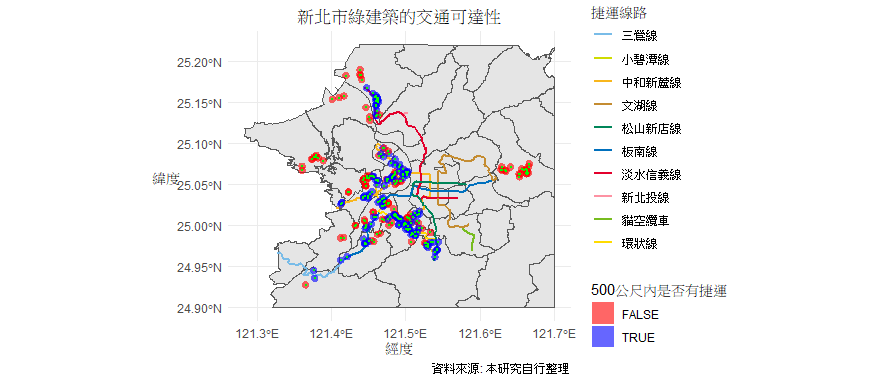 新北市綠建築的交通可達性
緯度
25.20°N
25.15°N
25.10°N
25.05°N
25.00°N
24.95°N
24.90°N
121.3°E
121.4°E
121.5°E
121.6°E
121.7°E
經度
捷運線路
三鶯線
小碧潭線
中和新蘆線
文湖線
松山新店線
板南線
淡水信義線
新北投線
貓空纜車
環狀線
500公尺內是否有捷運
FALSE
TRUE
資料來源: 本研究自行整理